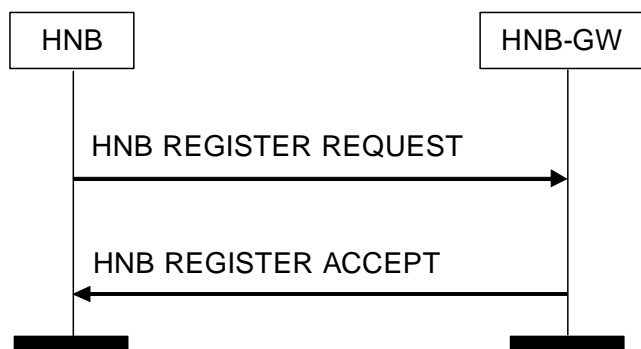 HNB
HNB-GW
HNB REGISTER REQUEST
HNB REGISTER ACCEPT